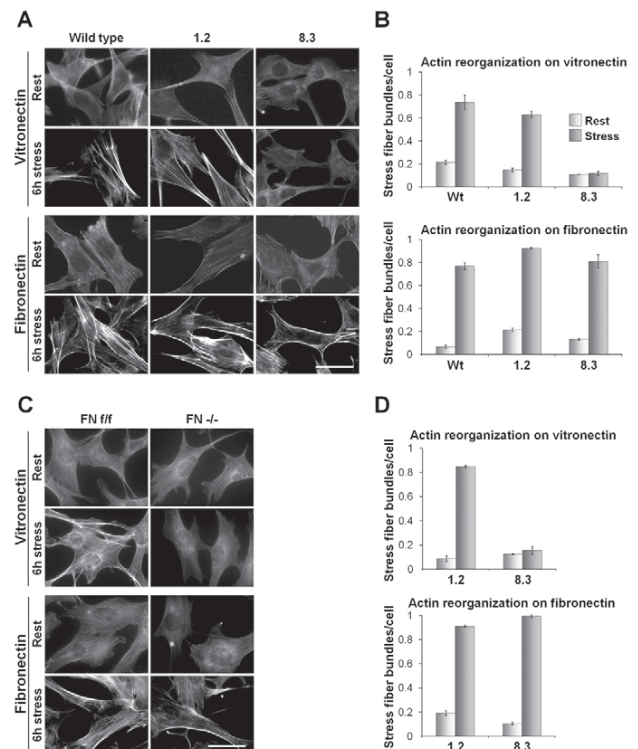 A
Wild type 1.2 8.3
Vitronectin
Rest
6h stress
Fibronectin
Rest
6h stress
B
Actin reorganization on vitronectin
Stress fiber bundles/cell
1
0.8
0.6
0.4
0.2
0
Rest
Stress
Wt 1.2 8.3
Actin reorganization on fibronectin
Stress fiber bundles/cell
1
0.8
0.6
0.4
0.2
0
Wt 1.2 8.3
C
FN f/f FN -/-
Vitronectin
Rest
6h stress
Fibronectin
Rest
6h stress
D
Actin reorganization on vitronectin
Stress fiber bundles/cell
1
0.8
0.6
0.4
0.2
0
1.2 8.3
Actin reorganization on fibronectin
Stress fiber bundles/cell
1
0.8
0.6
0.4
0.2
0
1.2 8.3